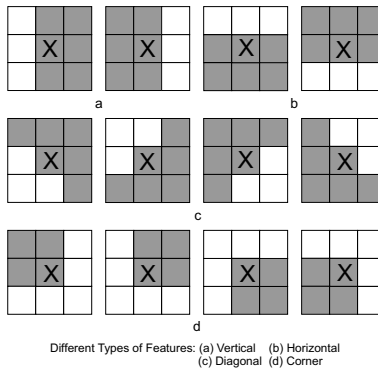 X X X X
a b
X X X X
c
X X X X
d
Different Types of Features: (a) Vertical (b) Horizontal
(c) Diagonal (d) Corner